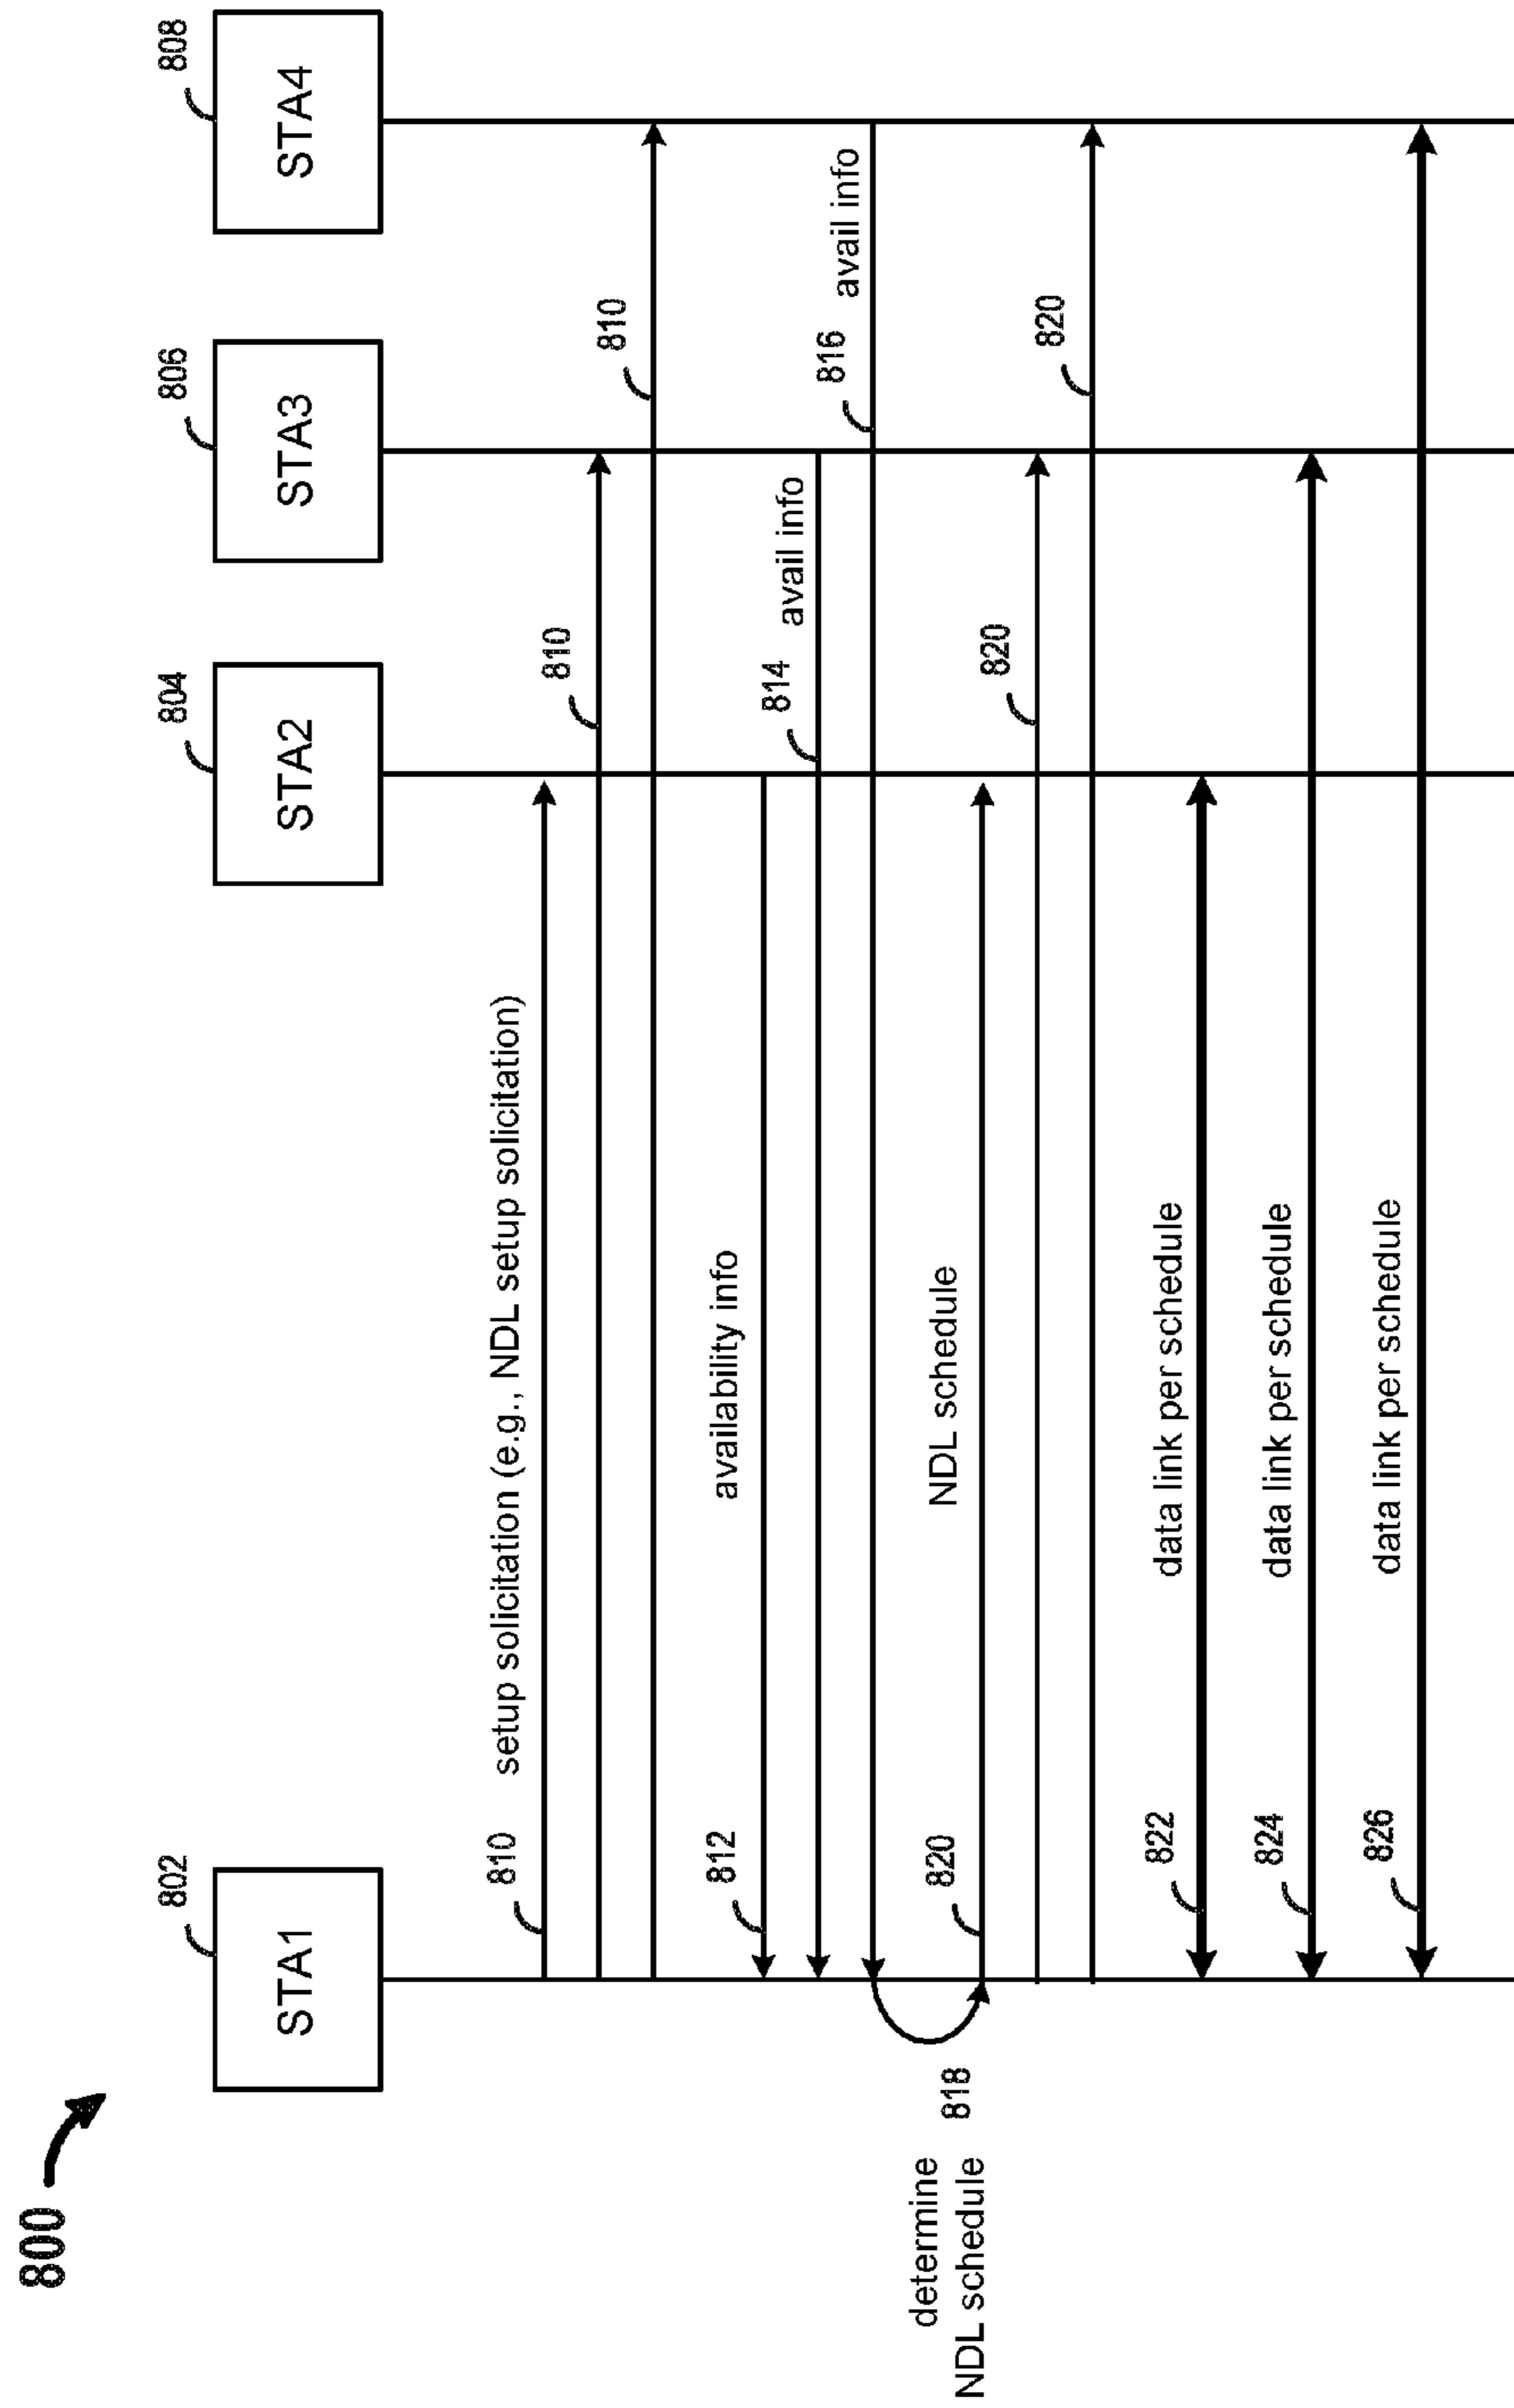 800
802
804
806
808
STA1
STA2
STA3
STA4
810
setup solicitation (e.g., NDL setup solicitation)
810
810
812
availability info
814
avail info
816
avail info
determine
NDL schedule
818
820
NDL schedule
820
820
822
data link per schedule
824
data link per schedule
826
data link per schedule